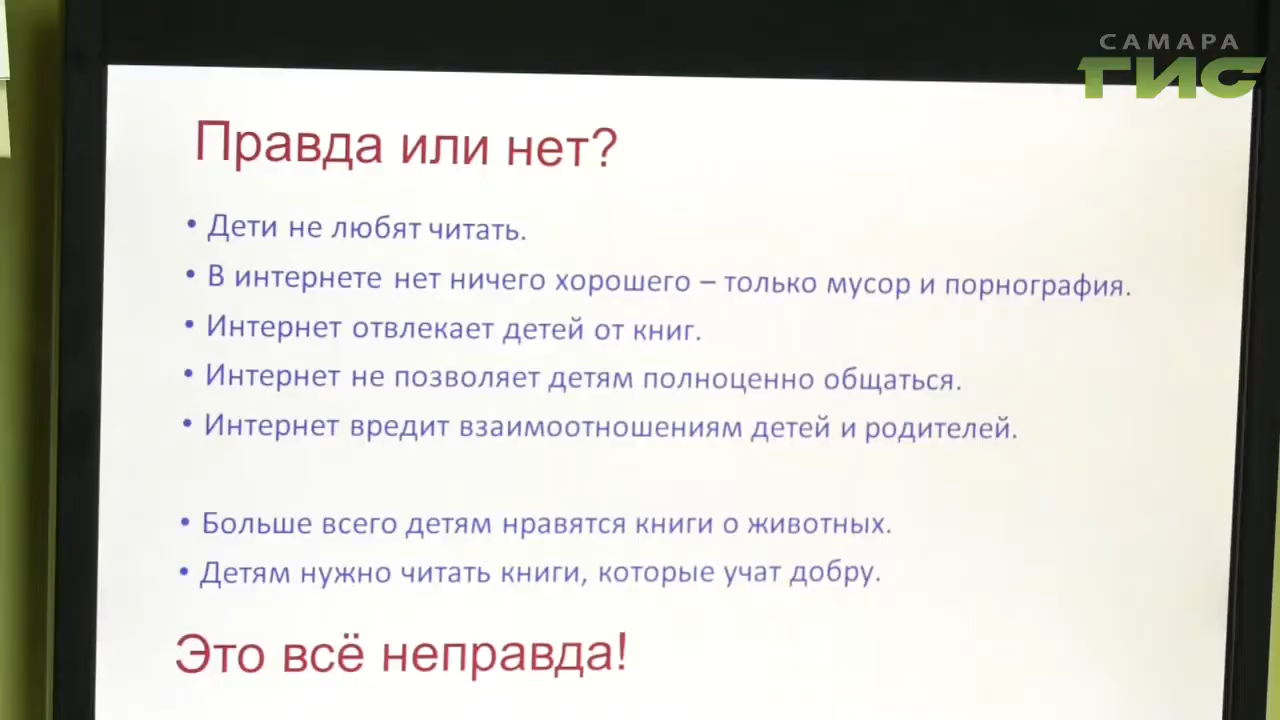 САМАРА
ГИС
Правда или нет?
• Дети не любят читать.
• В интернете нет ничего хорошего – только мусор и порнография.
• Интернет отвлекает детей от книг.
• Интернет не позволяет детям полноценно общаться.
• Интернет вредит взаимоотношениям детей и родителей.
• Больше всего детям нравятся книги о животных.
• Детям нужно читать книги, которые учат добру.
Это всё неправда!